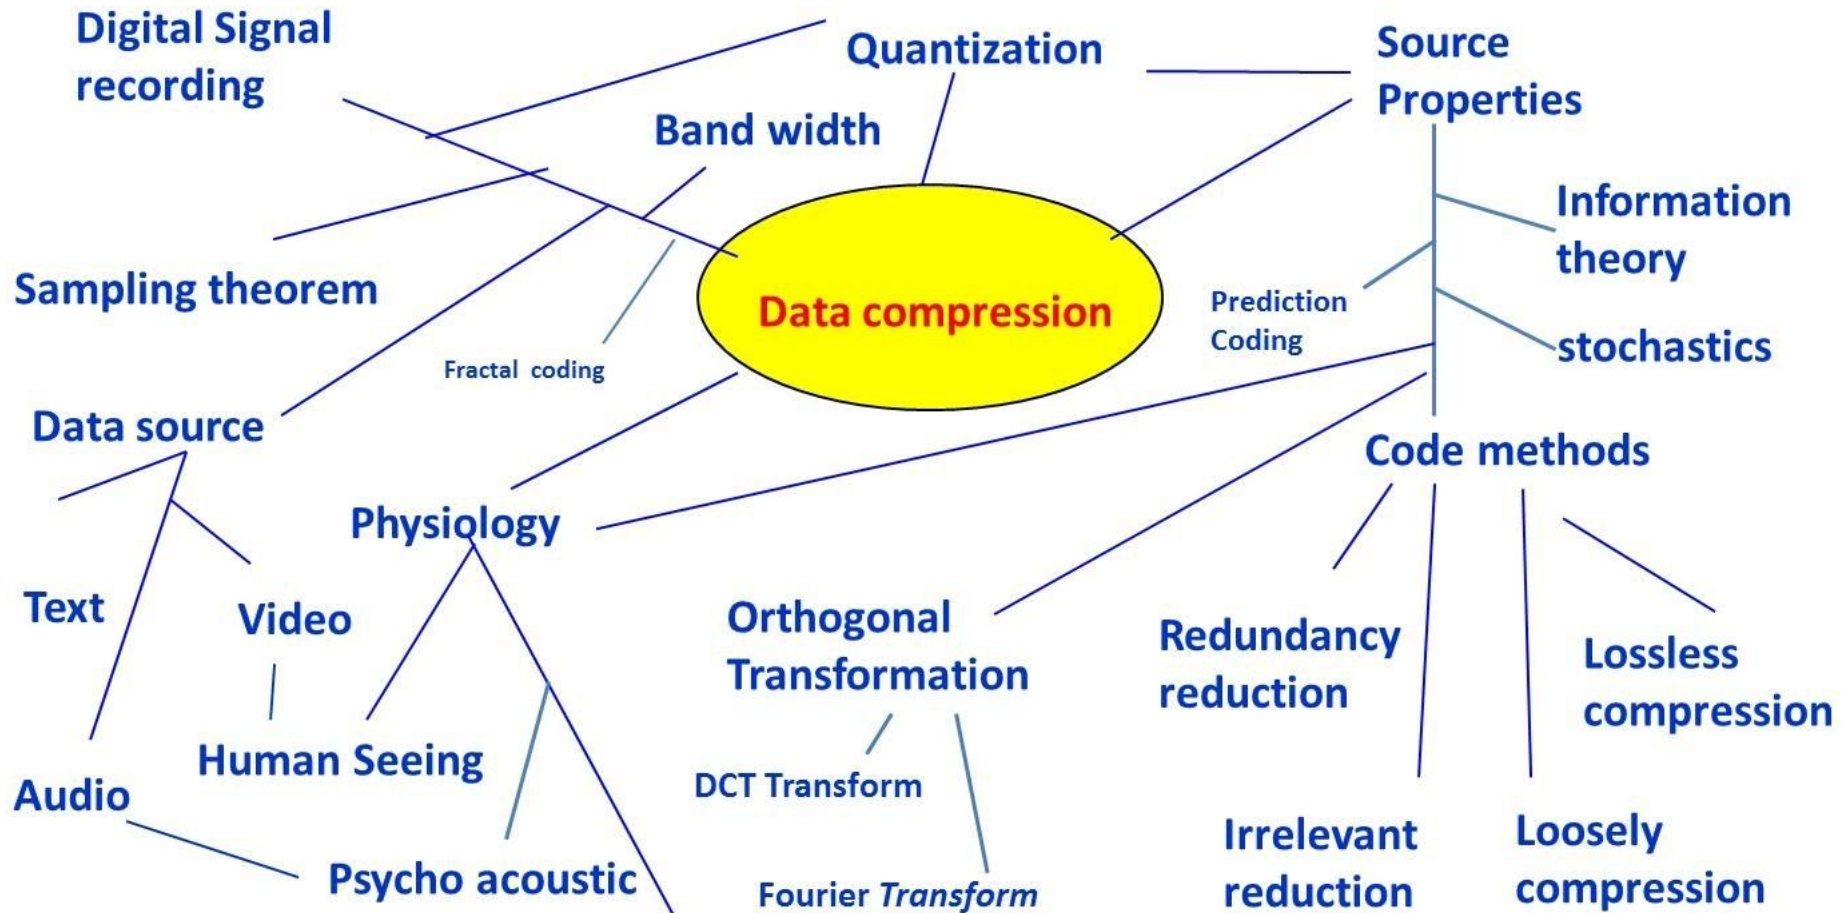 Digital Signal
recording
Quantization
Source
Properties
Band width
Information
theory
Sampling theorem
Data compression
Prediction
Coding
stochastics
Fractal coding
Data source
Code methods
Physiology
Text
Video
Orthogonal
Transformation
Redundancy
reduction
Lossless
compression
Human Seeing
DCT Transform
Audio
Irrelevant
reduction
Loosely
compression
Psycho acoustic
Fourier Transform